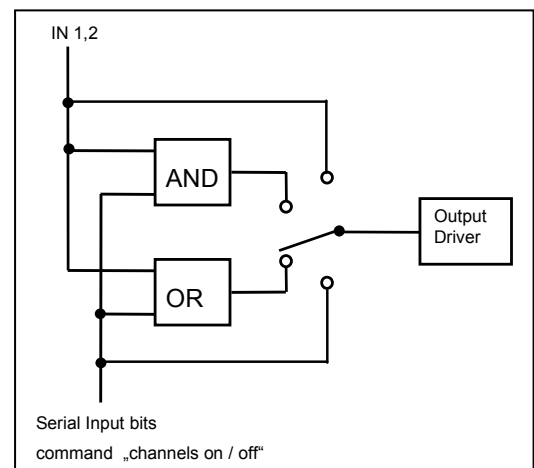 IN 1,2
AND
Output
Driver
OR
Serial Input bits
command „channels on / off“